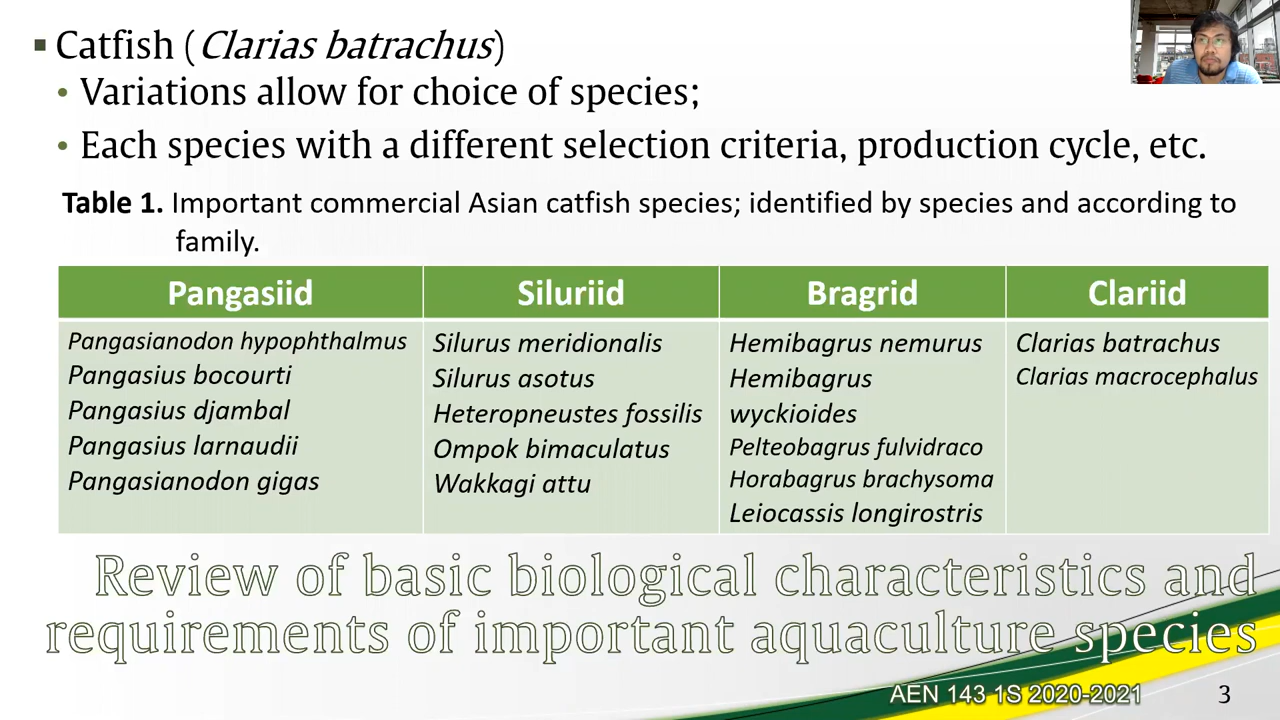 ▪ Catfish (Clarias batrachus)
• Variations allow for choice of species;
• Each species with a different selection criteria, production cycle, etc.
Table 1. Important commercial Asian catfish species; identified by species and according to
family.
Pangasiid
Siluriid
Bragrid
Clariid
Pangasianodon hypophthalmus
Pangasius bocourti
Pangasius djambal
Pangasius larnaudii
Pangasianodon gigas
Silurus meridionalis
Silurus asotus
Heteropneustes fossilis
Ompok bimaculatus
Wakkagi attu
Hemibagrus nemurus
Hemibagrus
wyckioides
Pelteobagrus fulvidraco
Horabagrus brachysoma
Leiocassis longirostris
Clarias batrachus
Clarias macrocephalus
Review of basic biological characteristics and
requirements of important aquaculture species
AEN 143 1S 2020-2021
3